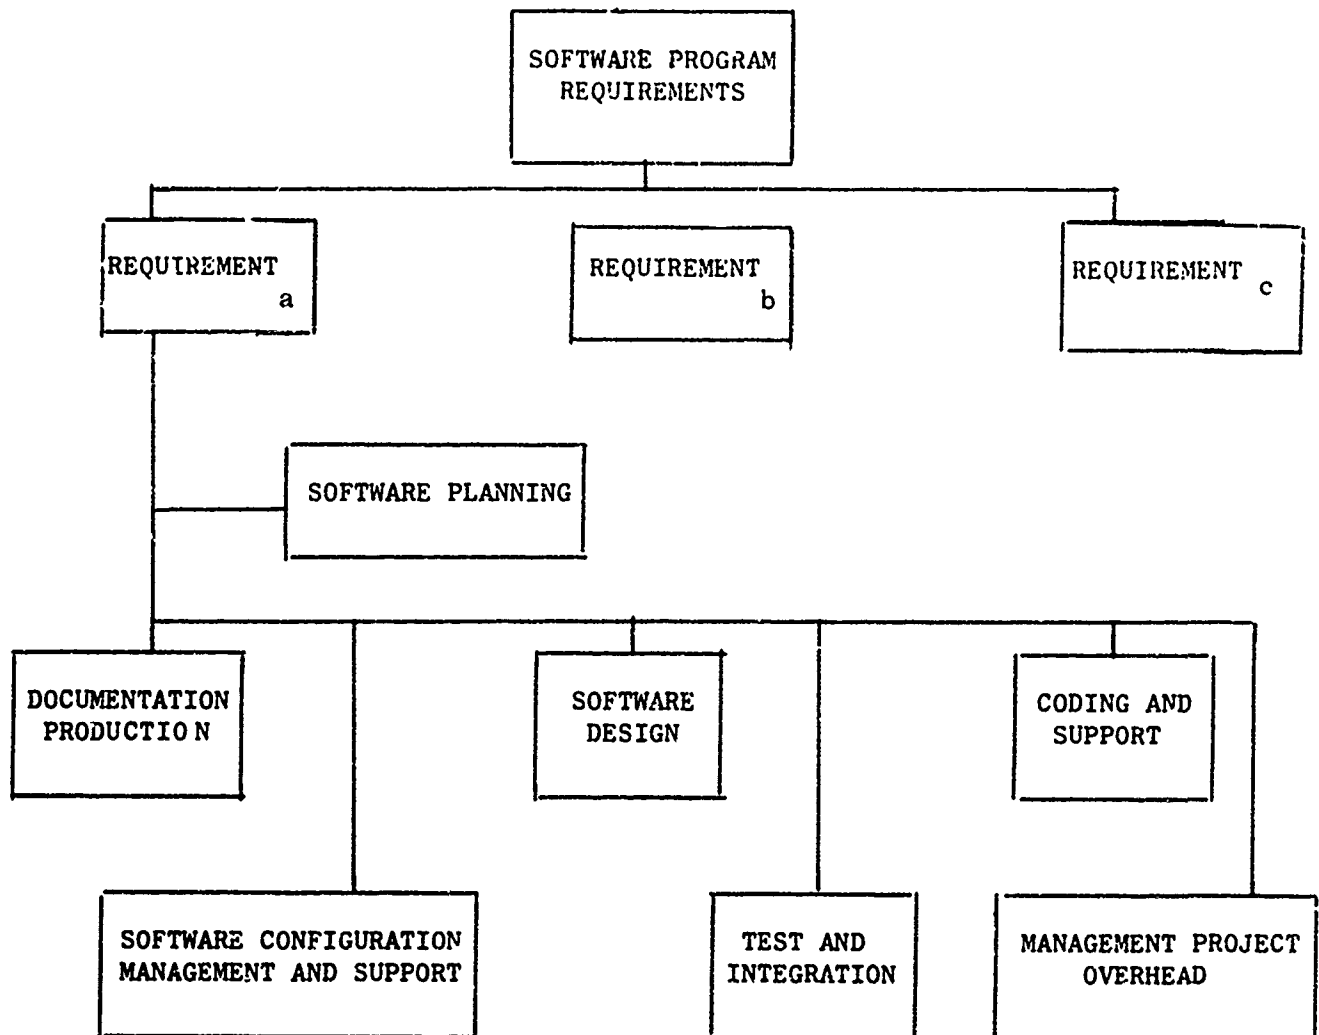 SOFTWARE PROGRAM
REQUIREMENTS
REQUIREMENT
a
REQUIREMENT
b
REQUIREMENT
c
SOFTWARE PLANNING
DOCUMENTATION
PRODUCTION
SOFTWARE
DESIGN
CODING AND
SUPPORT
SOFTWARE CONFIGURATION
MANAGEMENT AND SUPPORT
TEST AND
INTEGRATION
MANAGEMENT PROJECT
OVERHEAD